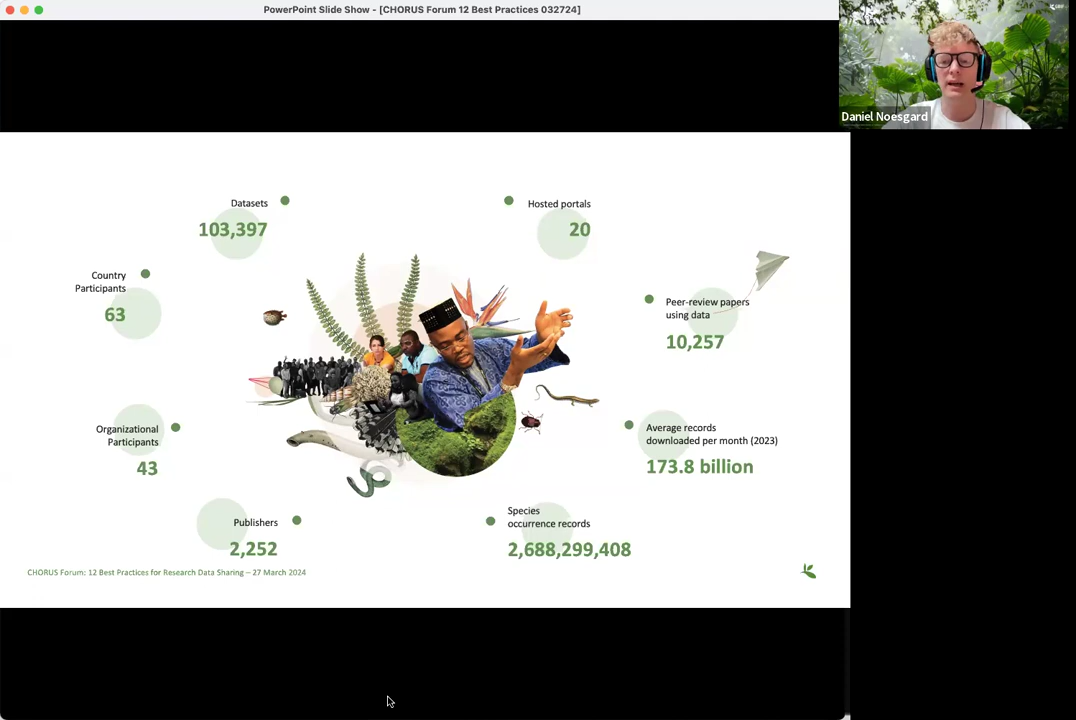 PowerPoint Slide Show - [CHORUS Forum 12 Best Practices 032724]
Daniel Noesgard
Datasets
103,397
Hosted portals
20
Country
Participants
63
Peer-review papers
using data
10,257
Organizational
Participants
43
Average records
downloaded per month (2023)
173.8 billion
Publishers
2,252
Species
occurrence records
2,688,299,408
CHORUS Forum: 12 Best Practices for Research Data Sharing – 27 March 2024